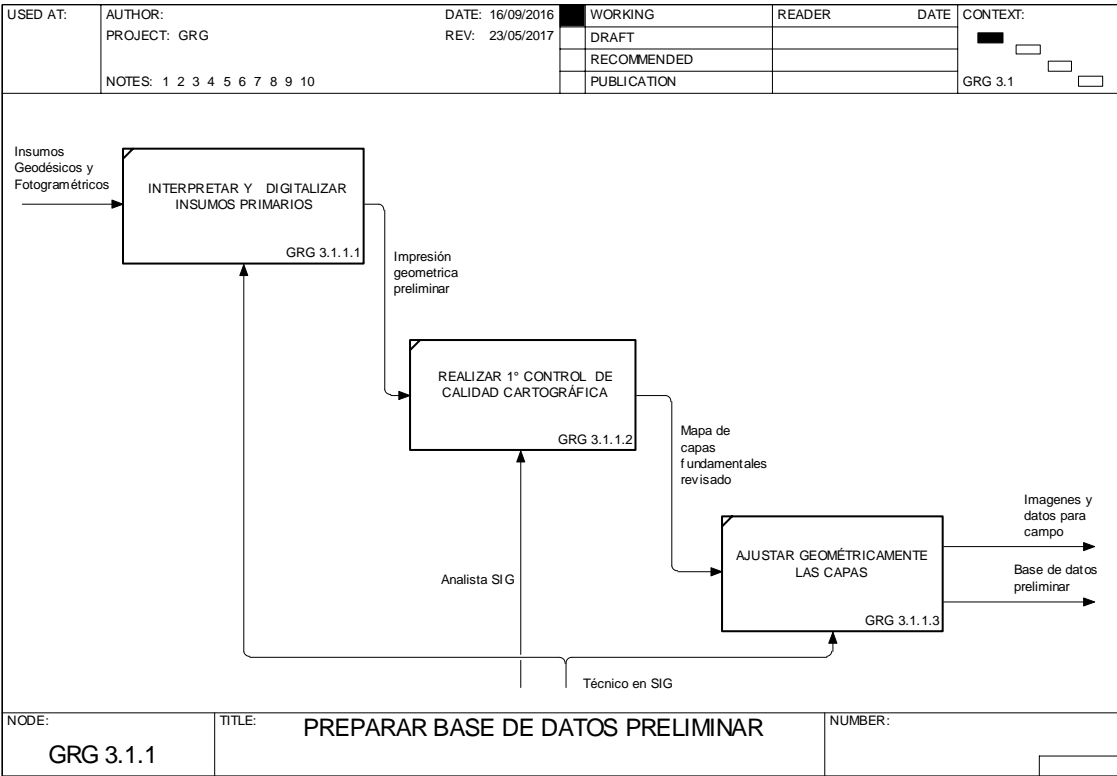 USED AT:
AUTHOR:
DATE: 16/09/2016
PROJECT: GRG
REV: 23/05/2017
NOTES: 1 2 3 4 5 6 7 8 9 10
WORKING
DRAFT
RECOMMENDED
PUBLICATION
READER
DATE
CONTEXT:
GRG 3.1
Insumos
Geodésicos y
Fotogramétricos
INTERPRETAR Y DIGITALIZAR
INSUMOS PRIMARIOS
GRG 3.1.1.1
Impresión
geometrica
preliminar
REALIZAR 1° CONTROL DE
CALIDAD CARTOGRÁFICA
GRG 3.1.1.2
Mapa de
capas
fundamentales
revisado
AJUSTAR GEOMÉTRICAMENTE
LAS CAPAS
GRG 3.1.1.3
Imagenes y
datos para
campo
Base de datos
preliminar
Analista SIG
Técnico en SIG
NODE:
GRG 3.1.1
TITLE:
PREPARAR BASE DE DATOS PRELIMINAR
NUMBER: